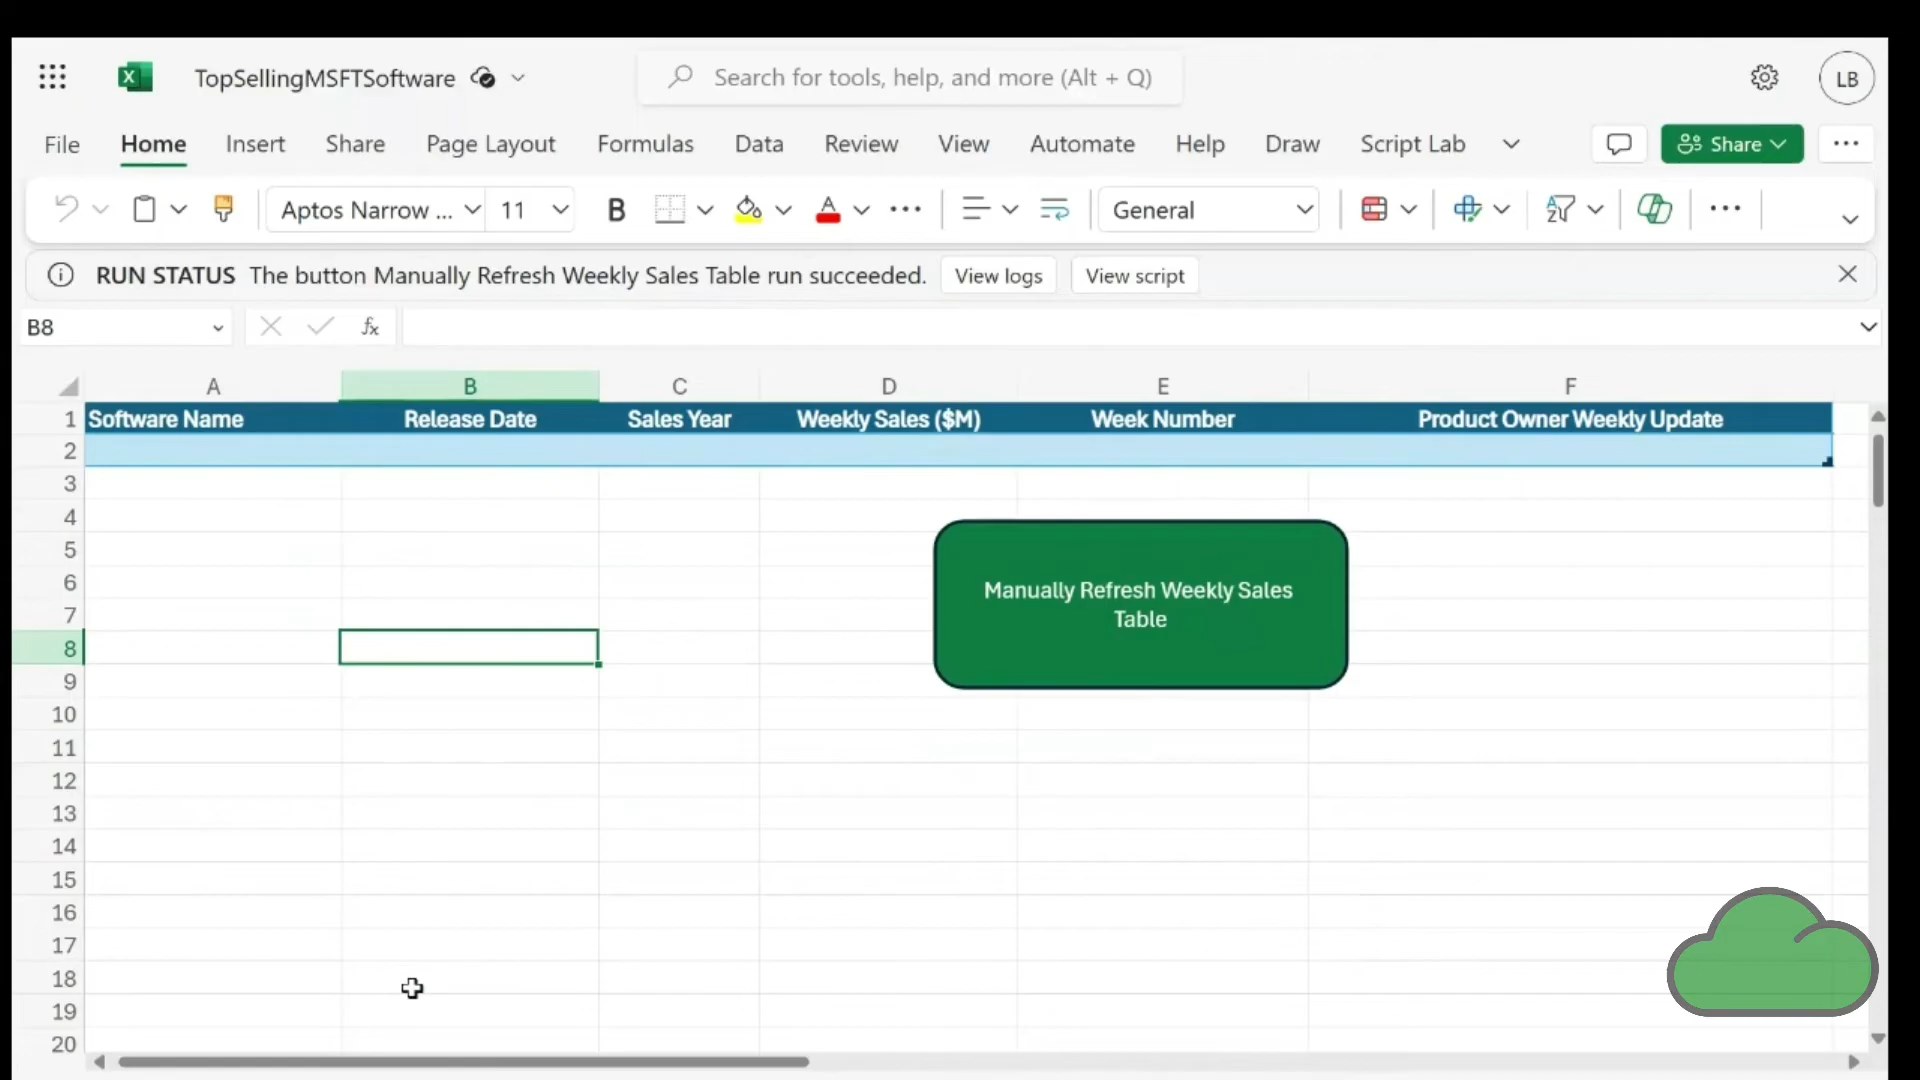 TopSellingMSFTSoftware
Search for tools, help, and more (Alt + Q)
LB
File Home Insert Share Page Layout Formulas Data Review View Automate Help Draw Script Lab Share
Aptos Narrow ... 11 B A General
RUN STATUS The button Manually Refresh Weekly Sales Table run succeeded. View logs View script
B8 fx
A B C D E F
1 Software Name Release Date Sales Year Weekly Sales ($M) Week Number Product Owner Weekly Update
2
3
4
5
6
7
8
9
10
11
12
13
14
15
16
17
18
19
20
Manually Refresh Weekly Sales
Table